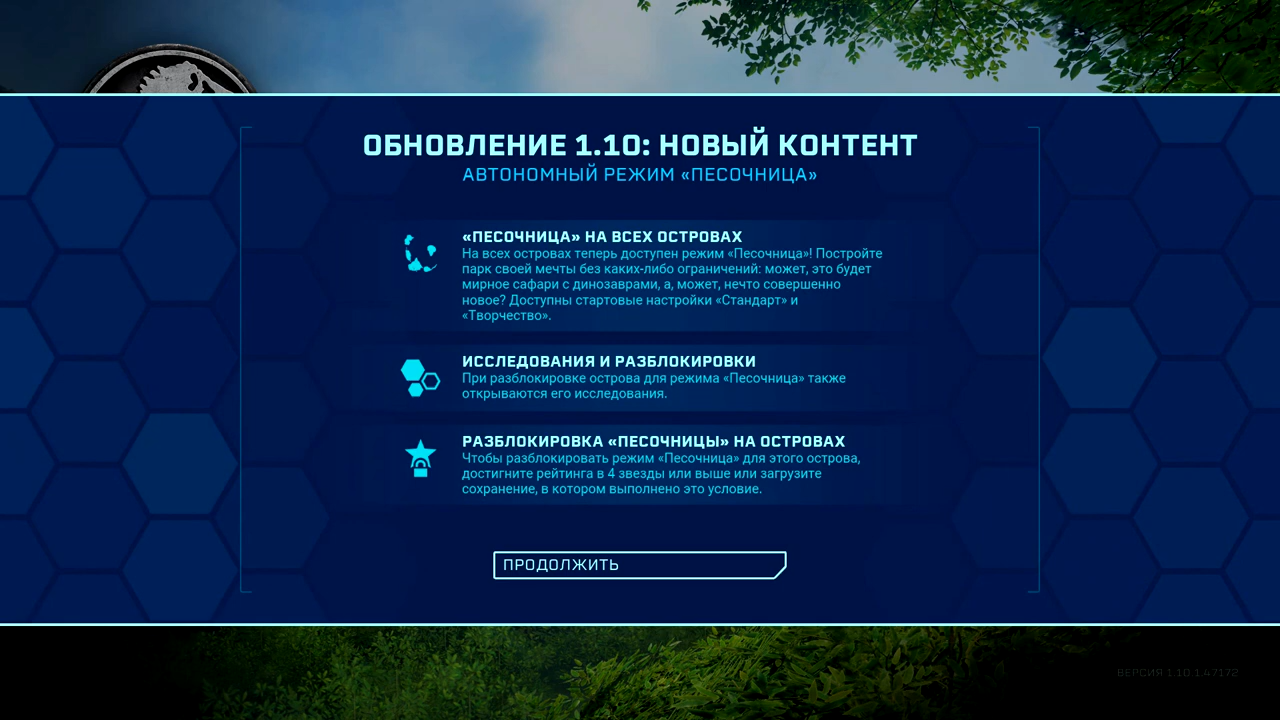 ОБНОВЛЕНИЕ 1.10: НОВЫЙ КОНТЕНТ
АВТОНОМНЫЙ РЕЖИМ «ПЕСОЧНИЦА»
«ПЕСОЧНИЦА» НА ВСЕХ ОСТРОВАХ
На всех островах теперь доступен режим «Песочница»! Постройте
парк своей мечты без каких-либо ограничений: может, это будет
мирное сафари с динозаврами, а, может, нечто совершенно
новое? Доступны стартовые настройки «Стандарт» и
«Творчество».
ИССЛЕДОВАНИЯ И РАЗБЛОКИРОВКИ
При разблокировке острова для режима «Песочница» также
открываются его исследования.
РАЗБЛОКИРОВКА «ПЕСОЧНИЦЫ» НА ОСТРОВАХ
Чтобы разблокировать режим «Песочница» для этого острова,
достигните рейтинга в 4 звезды или выше или загрузите
сохранение, в котором выполнено это условие.
ПРОДОЛЖИТЬ
ВЕРСИЯ 1.10.1.47172